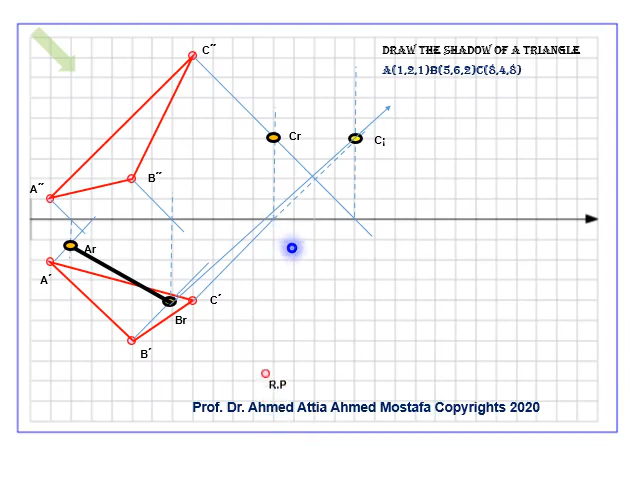 DRAW THE SHADOW OF A TRIANGLE
A(1,2,1)B(5,6,2)C(8,4,8)
C˝
Cr
C¡
B˝
A˝
Ar
A´
C´
Br
B´
R.P
Prof. Dr. Ahmed Attia Ahmed Mostafa Copyrights 2020